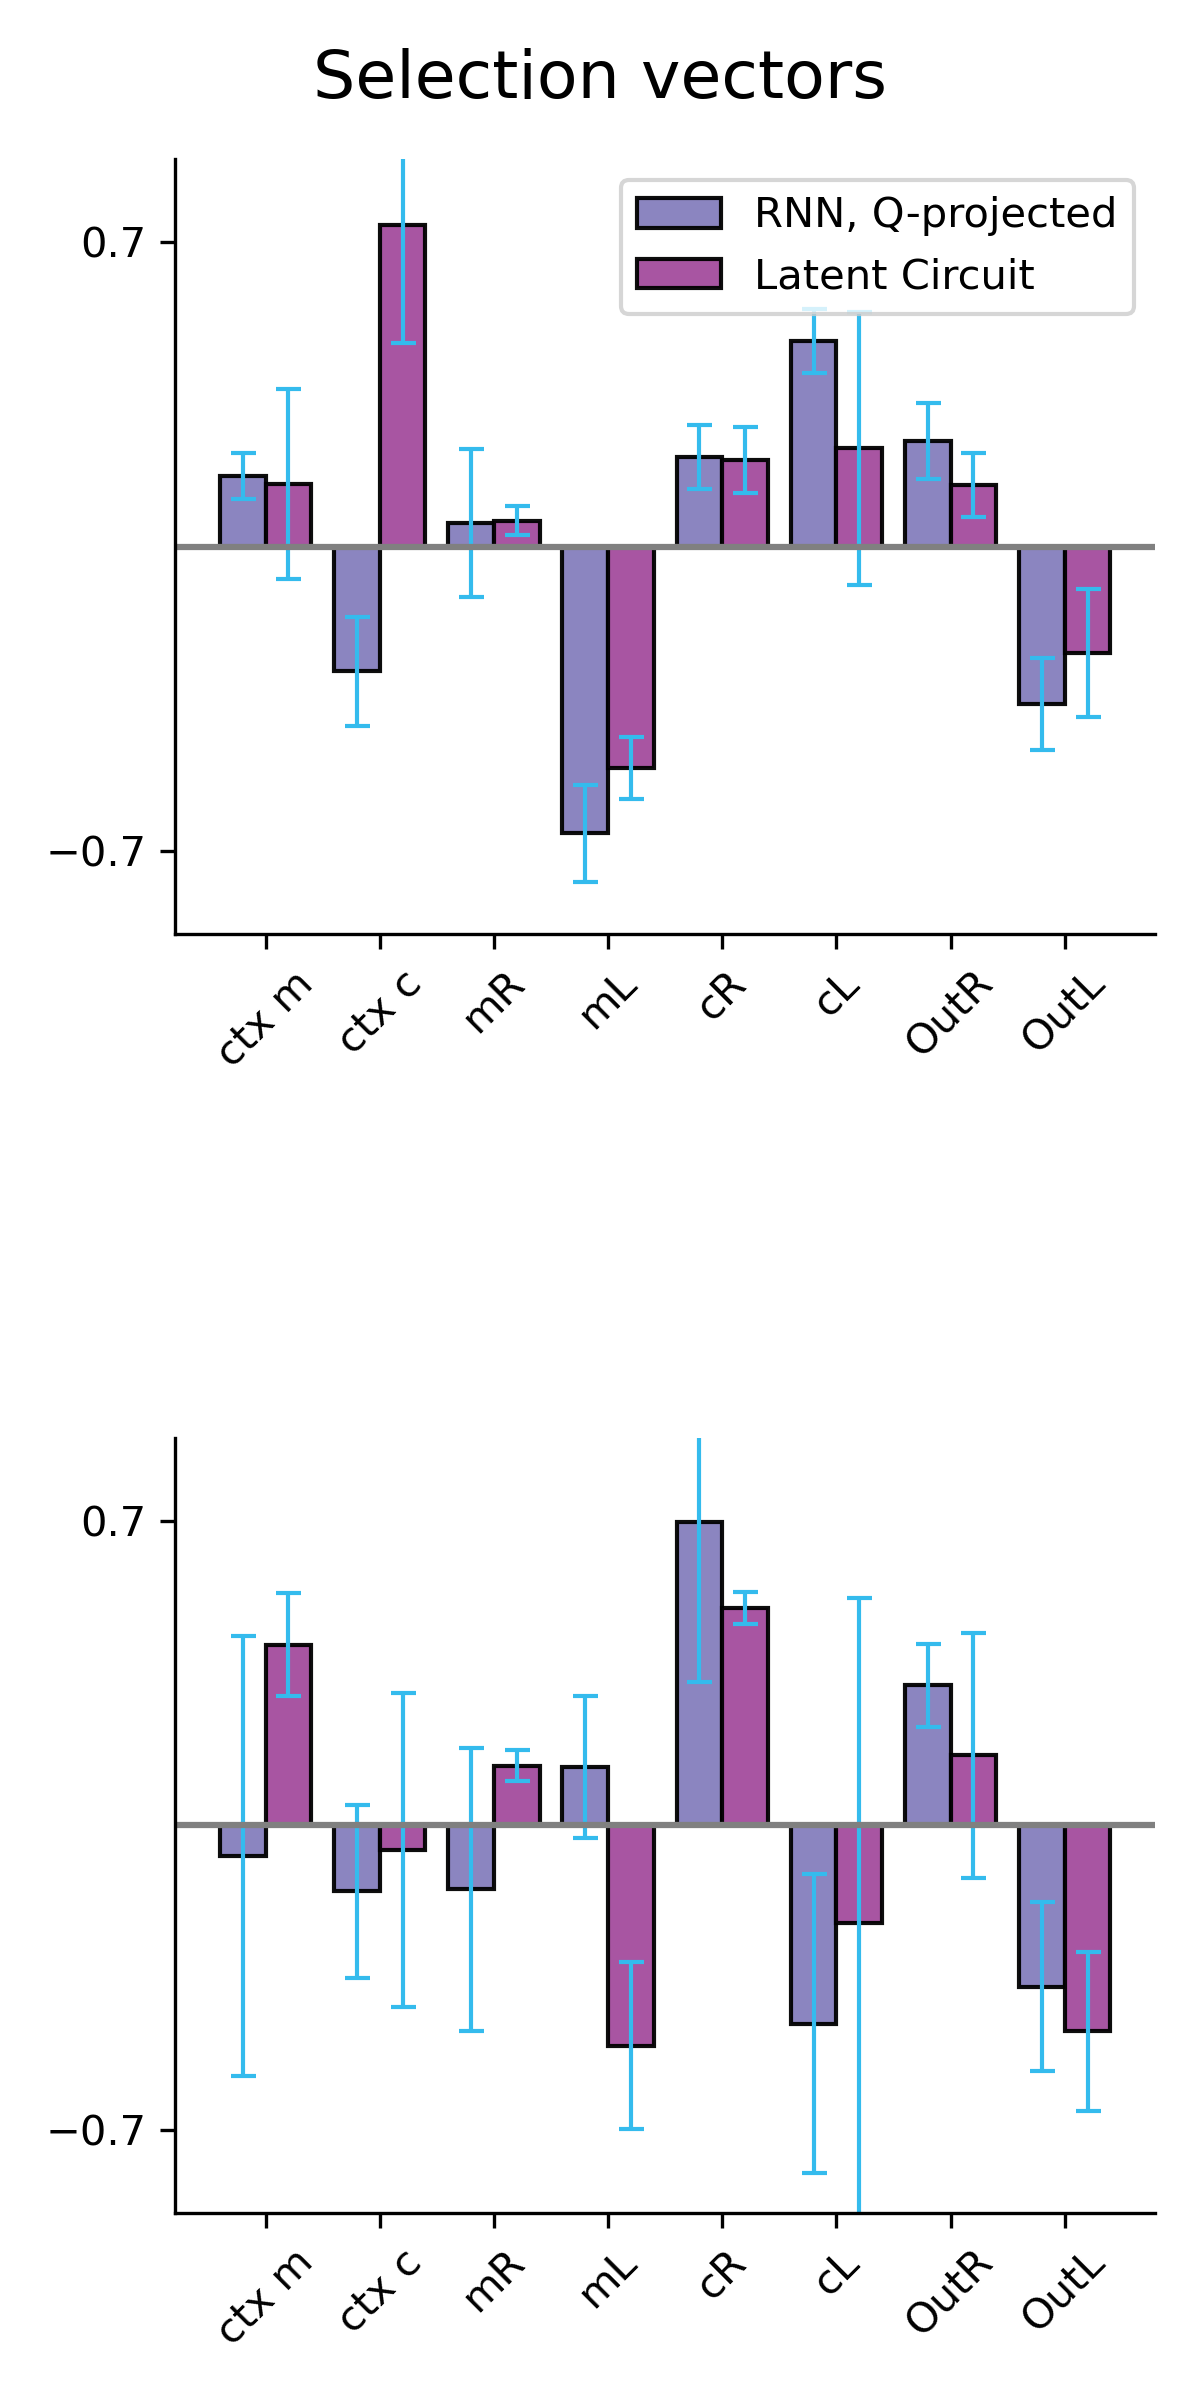 Selection vectors
RNN, Q-projected
Latent Circuit
0.7
−0.7
ctx m
ctx c
mR
mL
cR
cL
OutR
OutL
0.7
−0.7
ctx m
ctx c
mR
mL
cR
cL
OutR
OutL